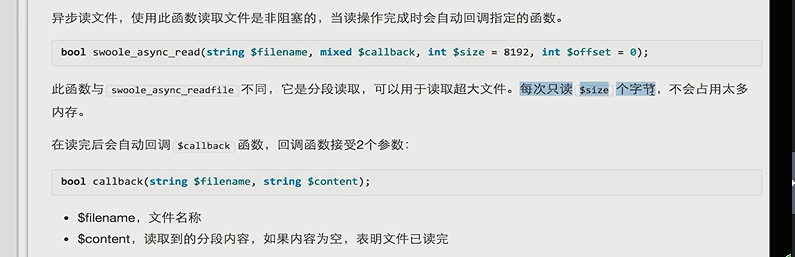 异步读文件，使用此函数读取文件是非阻塞的，当读操作完成时会自动回调指定的函数。
bool swoole_async_read(string $filename, mixed $callback, int $size = 8192, int $offset = 0);
此函数与 swoole_async_readfile 不同，它是分段读取，可以用于读取超大文件。每次只读 $size 个字节，不会占用太多
内存。
在读完后会自动回调 $callback 函数，回调函数接受2个参数：
bool callback(string $filename, string $content);
• $filename，文件名称
• $content，读取到的分段内容，如果内容为空，表明文件已读完